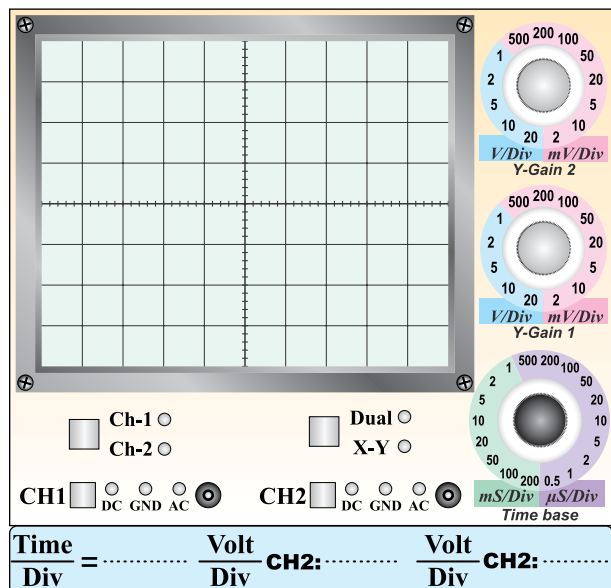 500 200 100
1 50
2 20
5 10
10 20 2
V/Div mV/Div
Y-Gain 2
500 200 100
1 50
2 20
5 10
10 20 2
V/Div mV/Div
Y-Gain 1
1 500 200 100
2 50
5 20
10 10
20 5
50 2
100 200 0.5 1
mS/Div µS/Div
Time base
Ch-1
Ch-2
Dual
X-Y
CH1 DC GND AC
CH2 DC GND AC
Time/Div = ............ Volt/Div CH2: ............ Volt/Div CH2: ............